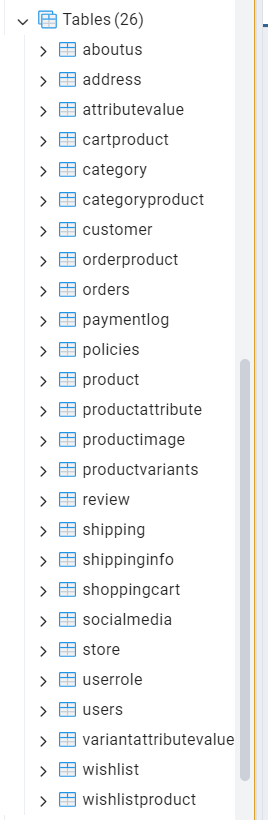 Tables (26)
aboutus
address
attributevalue
cartproduct
category
categoryproduct
customer
orderproduct
orders
paymentlog
policies
product
productattribute
productimage
productvariants
review
shipping
shippinginfo
shoppingcart
socialmedia
store
userrole
users
variantattributevalue
wishlist
wishlistproduct